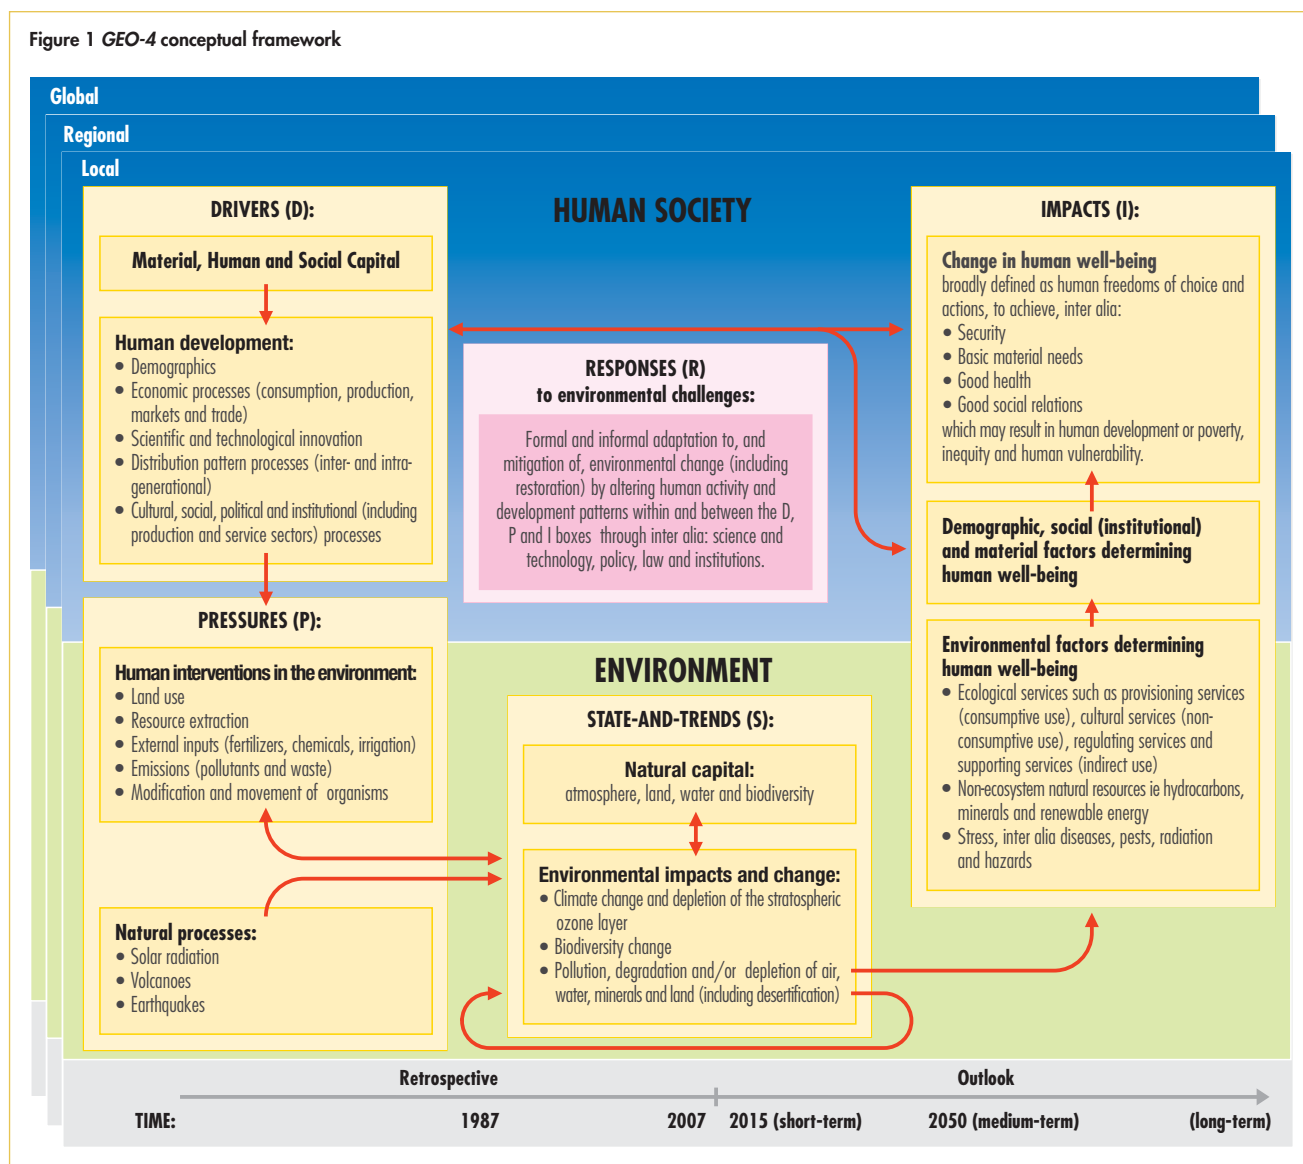 Figure 1 GEO-4 conceptual framework
Global
Regional
Local
HUMAN SOCIETY
DRIVERS (D):
Material, Human and Social Capital
Human development:
• Demographics
• Economic processes (consumption, production,
markets and trade)
• Scientific and technological innovation
• Distribution pattern processes (inter- and intra-
generational)
• Cultural, social, political and institutional (including
production and service sectors) processes
PRESSURES (P):
Human interventions in the environment:
• Land use
• Resource extraction
• External inputs (fertilizers, chemicals, irrigation)
• Emissions (pollutants and waste)
• Modification and movement of organisms
Natural processes:
• Solar radiation
• Volcanoes
• Earthquakes
RESPONSES (R)
to environmental challenges:
Formal and informal adaptation to, and
mitigation of, environmental change (including
restoration) by altering human activity and
development patterns within and between the D,
P and I boxes through inter alia: science and
technology, policy, law and institutions.
ENVIRONMENT
STATE-AND-TRENDS (S):
Natural capital:
atmosphere, land, water and biodiversity
Environmental impacts and change:
• Climate change and depletion of the stratospheric
ozone layer
• Biodiversity change
• Pollution, degradation and/or depletion of air,
water, minerals and land (including desertification)
IMPACTS (I):
Change in human well-being
broadly defined as human freedoms of choice and
actions, to achieve, inter alia:
• Security
• Basic material needs
• Good health
• Good social relations
which may result in human development or poverty,
inequity and human vulnerability.
Demographic, social (institutional)
and material factors determining
human well-being
Environmental factors determining
human well-being
• Ecological services such as provisioning services
(consumptive use), cultural services (non-
consumptive use), regulating services and
supporting services (indirect use)
• Non-ecosystem natural resources ie hydrocarbons,
minerals and renewable energy
• Stress, inter alia diseases, pests, radiation
and hazards
Retrospective
Outlook
TIME:
1987
2007
2015 (short-term)
2050 (medium-term)
(long-term)